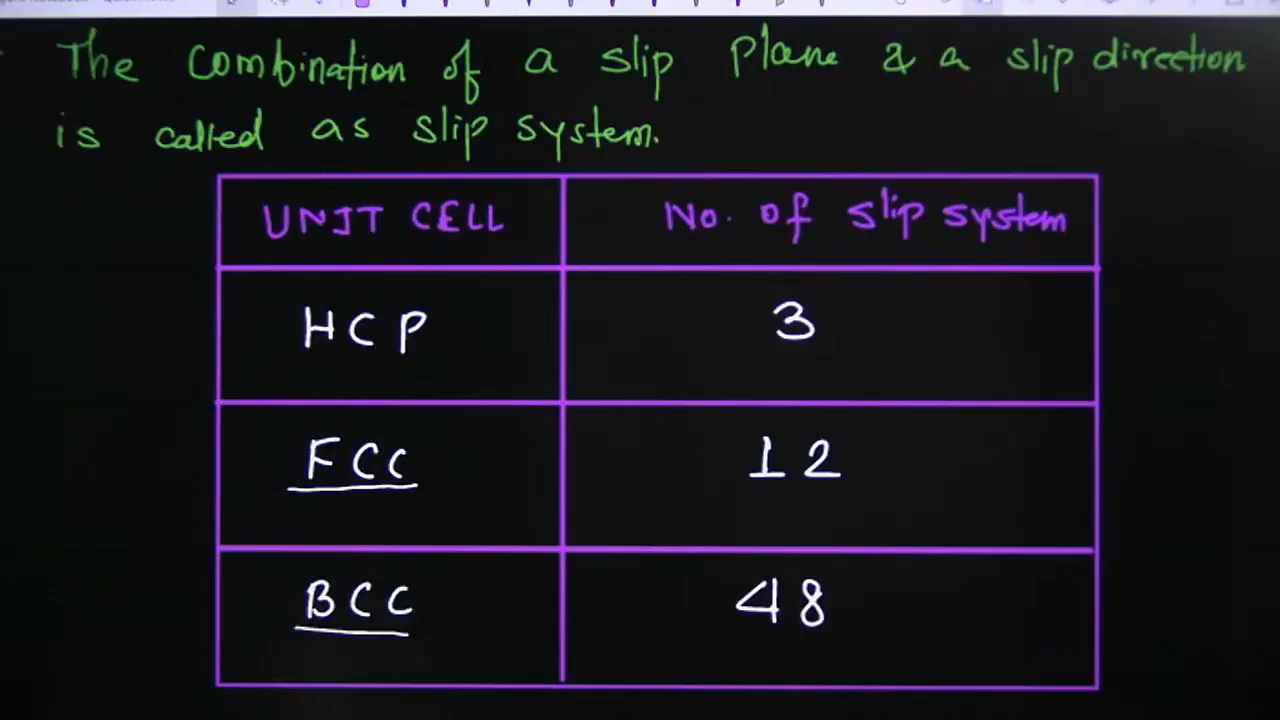 The combination of a slip plane & a slip direction
is called as slip system.
UNIT CELL No. of slip system
HCP 3
FCC 12
BCC 48